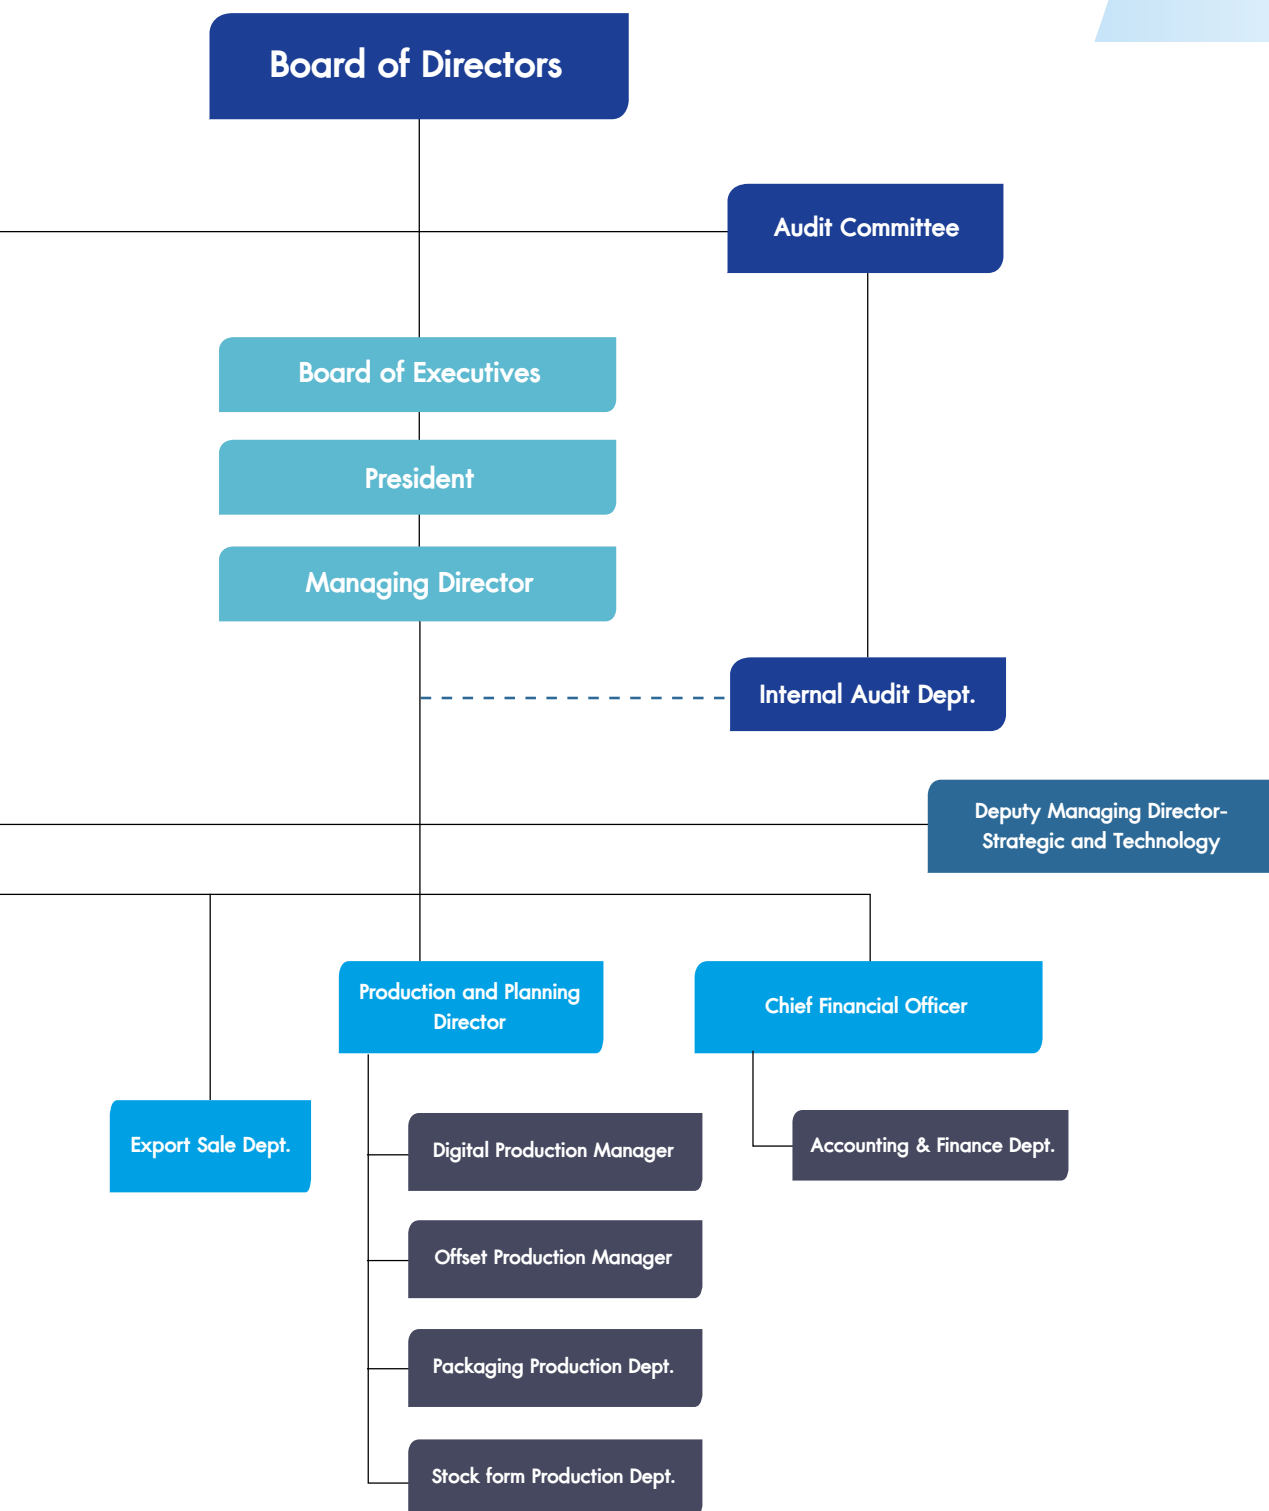 Board of Directors
Audit Committee
Board of Executives
President
Managing Director
Internal Audit Dept.
Deputy Managing Director-
Strategic and Technology
Production and Planning
Director
Chief Financial Officer
Export Sale Dept.
Digital Production Manager
Accounting & Finance Dept.
Offset Production Manager
Packaging Production Dept.
Stock form Production Dept.